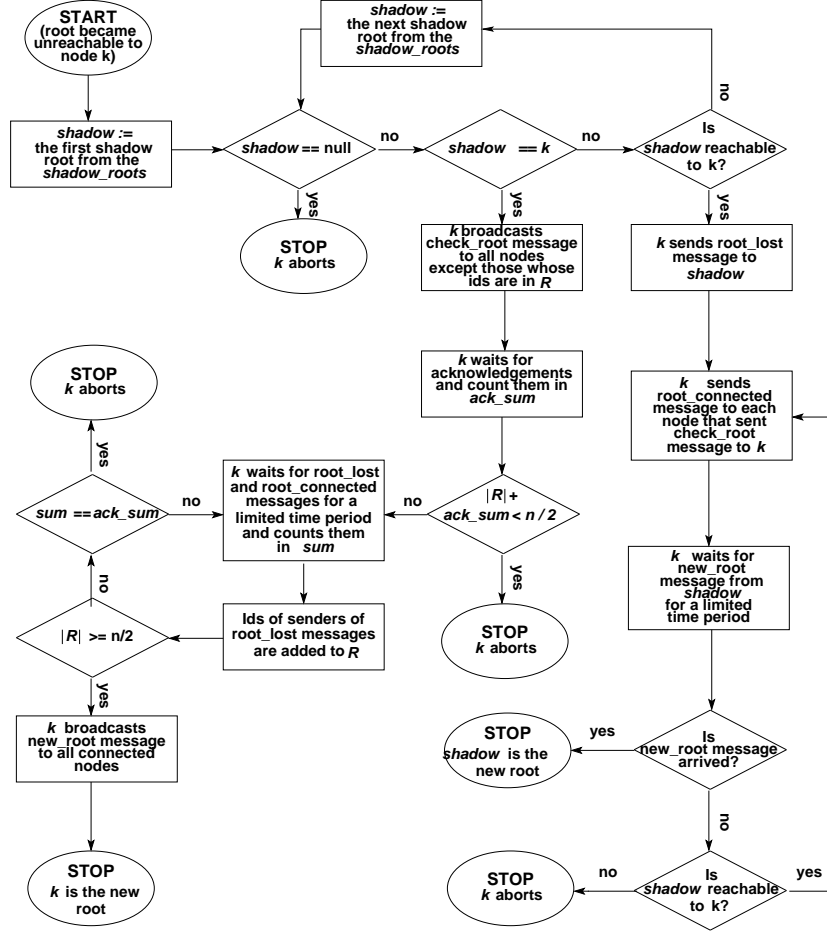 START
(root became
unreachable to
node k)
shadow :=
the next shadow
root from the
shadow_roots
shadow :=
the first shadow
root from the
shadow_roots
shadow == null
no
shadow == k
no
Is
shadow reachable
to k?
no
yes
STOP
k aborts
yes
k broadcasts
check_root message
to all nodes
except those whose
ids are in R
yes
k sends root_lost
message to
shadow
k waits for
acknowledgements
and count them in
ack_sum
k sends
root_connected
message to each
node that sent
check_root
message to k
STOP
k aborts
yes
sum == ack_sum
no
k waits for root_lost
and root_connected
messages for a
limited time period
and counts them
in sum
no
|R| +
ack_sum < n / 2
yes
STOP
k aborts
k waits for
new_root
message from
shadow
for a limited
time period
no
|R| >= n/2
Ids of senders of
root_lost messages
are added to R
yes
k broadcasts
new_root message
to all connected
nodes
STOP
k is the new
root
STOP
shadow is the
new root
yes
Is
new_root message
arrived?
no
STOP
k aborts
no
Is
shadow reachable
to k?
yes